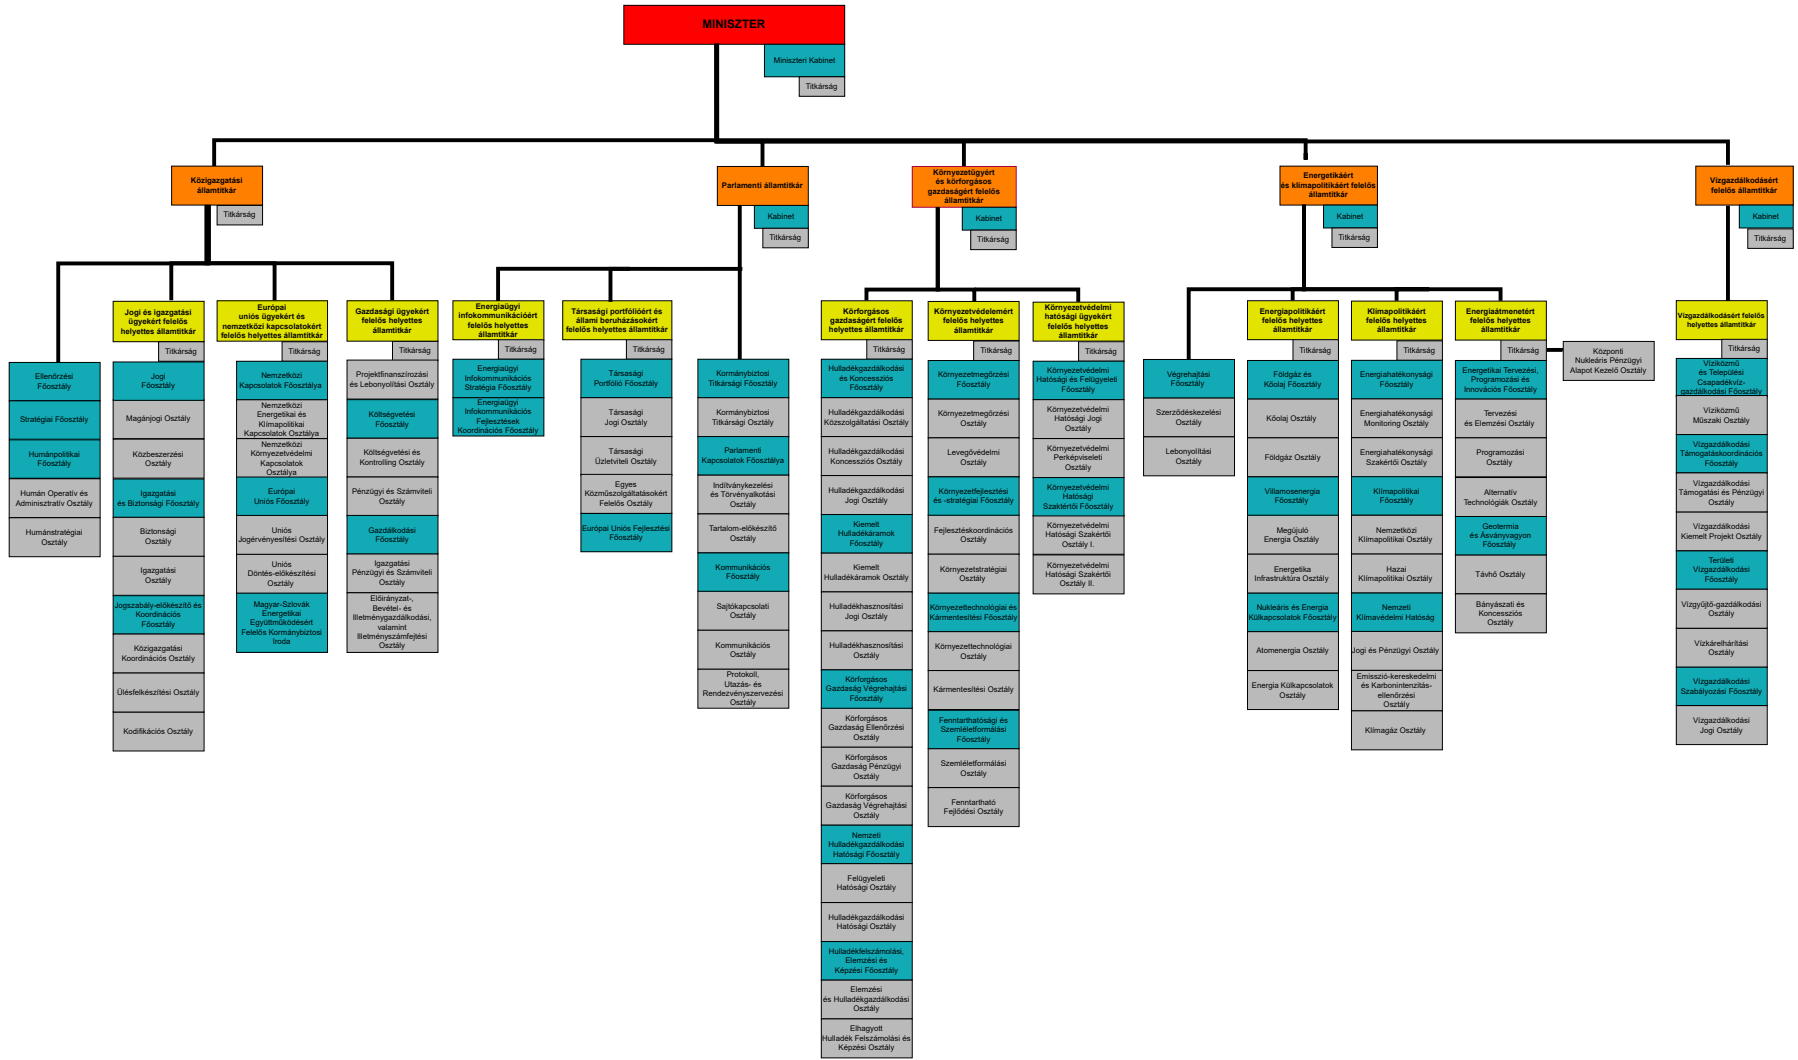 MINISZTER
Miniszteri Kabinet
Titkárság
Közigazgatási
államtitkár
Titkárság
Parlamenti államtitkár
Kabinet
Titkárság
Környezetügyért
és körforgásos
gazdaságért felelős
államtitkár
Kabinet
Titkárság
Energetikáért
és klímapolitikáért felelős
államtitkár
Kabinet
Titkárság
Vízgazdálkodásért
felelős államtitkár
Kabinet
Titkárság
Ellenőrzési
Főosztály
Stratégiai Főosztály
Humánpolitikai
Főosztály
Humán Operatív és
Adminisztratív Osztály
Humánstratégiai
Osztály
Jogi és igazgatási
ügyekért felelős
helyettes államtitkár
Titkárság
Jogi
Főosztály
Magánjogi Osztály
Közbeszerzési
Osztály
Igazgatási
és Biztonsági Főosztály
Biztonsági
Osztály
Igazgatási
Osztály
Jogszabály-előkészítő és
Koordinációs
Főosztály
Közigazgatási
Koordinációs Osztály
Ülésfelkészítési Osztály
Kodifikációs Osztály
Európai
uniós ügyekért és
nemzetközi kapcsolatokért
felelős helyettes államtitkár
Titkárság
Nemzetközi
Kapcsolatok Főosztálya
Nemzetközi
Energetikai és
Klímapolitikai
Kapcsolatok Osztálya
Nemzetközi
Környezetvédelmi
Kapcsolatok
Osztálya
Európai
Uniós Főosztály
Uniós
Jogérvényesítési Osztály
Uniós
Döntés-előkészítési
Osztály
Magyar-Szlovák
Energetikai
Együttműködésért
Felelős Kormánybiztosi
Iroda
Gazdasági ügyekért
felelős helyettes
államtitkár
Titkárság
Projektfinanszírozási
és Lebonyolítási Osztály
Költségvetési
Főosztály
Költségvetési és
Kontrolling Osztály
Pénzügyi és Számviteli
Osztály
Gazdálkodási
Főosztály
Igazgatási
Pénzügyi és Számviteli
Osztály
Előirányzat-,
Bevétel- és
Illetménygazdálkodási,
valamint
Illetményszámfejtési
Osztály
Energiaügyi
infokommunikációért
felelős helyettes
államtitkár
Titkárság
Energiaügyi
Infokommunikációs
Stratégia Főosztály
Energiaügyi
Infokommunikációs
Fejlesztések
Koordinációs Főosztály
Társasági portfólióért és
állami beruházásokért
felelős helyettes államtitkár
Titkárság
Társasági
Portfólió Főosztály
Társasági
Jogi Osztály
Társasági
Üzletviteli Osztály
Egyes
Közműszolgáltatásokért
Felelős Osztály
Európai Uniós Fejlesztési
Főosztály
Kormánybiztosi
Titkársági Főosztály
Kormánybiztosi
Titkársági Osztály
Parlamenti
Kapcsolatok Főosztálya
Indítványkezelési
és Törvényalkotási
Osztály
Tartalom-előkészítő
Osztály
Kommunikációs
Főosztály
Sajtókapcsolati
Osztály
Kommunikációs
Osztály
Protokoll,
Utazás- és
Rendezvényszervezési
Osztály
Körforgásos
gazdaságért felelős
helyettes államtitkár
Titkárság
Hulladékgazdálkodási
és Koncessziós
Főosztály
Hulladékgazdálkodási
Közszolgáltatási Osztály
Hulladékgazdálkodási
Koncessziós Osztály
Hulladékgazdálkodási
Jogi Osztály
Kiemelt
Hulladékáramok
Főosztály
Kiemelt
Hulladékáramok Osztály
Hulladékhasznosítási
Jogi Osztály
Hulladékhasznosítási
Osztály
Körforgásos
Gazdaság Végrehajtási
Főosztály
Körforgásos
Gazdaság Ellenőrzési
Osztály
Körforgásos
Gazdaság Pénzügyi
Osztály
Körforgásos
Gazdaság Végrehajtási
Osztály
Nemzeti
Hulladékgazdálkodási
Hatósági Főosztály
Felügyeleti
Hatósági Osztály
Hulladékgazdálkodási
Hatósági Osztály
Hulladékfelszámolási,
Elemzési és
Képzési Főosztály
Elemzési
és Hulladékgazdálkodási
Osztály
Elhagyott
Hulladék Felszámolási és
Képzési Osztály
Környezetvédelemért
felelős helyettes
államtitkár
Titkárság
Környezetmegőrzési
Főosztály
Környezetmegőrzési
Osztály
Levegővédelmi
Osztály
Környezetfejlesztési
és -stratégiai Főosztály
Fejlesztéskoordinációs
Osztály
Környezetstratégiai
Osztály
Környezettechnológiai és
Kármentesítési Főosztály
Környezettechnológiai
Osztály
Kármentesítési Osztály
Fenntarthatósági és
Szemléletformálási
Főosztály
Szemléletformálási
Osztály
Fenntartható
Fejlődési Osztály
Környezetvédelmi
hatósági ügyekért
felelős helyettes
államtitkár
Titkárság
Környezetvédelmi
Hatósági és Felügyeleti
Főosztály
Környezetvédelmi
Hatósági Jogi
Osztály
Környezetvédelmi
Perképviseleti
Osztály
Környezetvédelmi
Hatósági
Szakértői Főosztály
Környezetvédelmi
Hatósági Szakértői
Osztály I.
Környezetvédelmi
Hatósági Szakértői
Osztály II.
Végrehajtási
Főosztály
Szerződéskezelési
Osztály
Lebonyolítási
Osztály
Energiapolitikáért
felelős helyettes
államtitkár
Titkárság
Földgáz és
Kőolaj Főosztály
Kőolaj Osztály
Földgáz Osztály
Villamosenergia
Főosztály
Megújuló
Energia Osztály
Energetika
Infrastruktúra Osztály
Nukleáris és Energia
Külkapcsolatok Főosztály
Atomenergia Osztály
Energia Külkapcsolatok
Osztály
Klímapolitikáért
felelős helyettes
államtitkár
Titkárság
Energiahatékonysági
Főosztály
Energiahatékonysági
Monitoring Osztály
Energiahatékonysági
Szakértői Osztály
Klímapolitikai
Főosztály
Nemzetközi
Klímapolitikai Osztály
Hazai
Klímapolitikai Osztály
Nemzeti
Klímavédelmi Hatóság
Jogi és Pénzügyi Osztály
Emisszió-kereskedelmi
és Karbonintenzitás-
ellenőrzési
Osztály
Klímagáz Osztály
Energiaátmenetért
felelős helyettes
államtitkár
Titkárság
Központi
Nukleáris Pénzügyi
Alapot Kezelő Osztály
Energetikai Tervezési,
Programozási és
Innovációs Főosztály
Tervezési
és Elemzési Osztály
Programozási
Osztály
Alternatív
Technológiák Osztály
Geotermia
és Ásványvagyon
Főosztály
Távhő Osztály
Bányászati és
Koncessziós
Osztály
Vízgazdálkodásért felelős
helyettes államtitkár
Titkárság
Víziközmű
és Települési
Csapadékvíz-
gazdálkodási Főosztály
Víziközmű
Műszaki Osztály
Vízgazdálkodási
Támogatáskoordinációs
Főosztály
Vízgazdálkodási
Támogatási és Pénzügyi
Osztály
Vízgazdálkodási
Kiemelt Projekt Osztály
Területi
Vízgazdálkodási
Főosztály
Vízgyűjtő-gazdálkodási
Osztály
Vízkárelhárítási
Osztály
Vízgazdálkodási
Szabályozási Főosztály
Vízgazdálkodási
Jogi Osztály